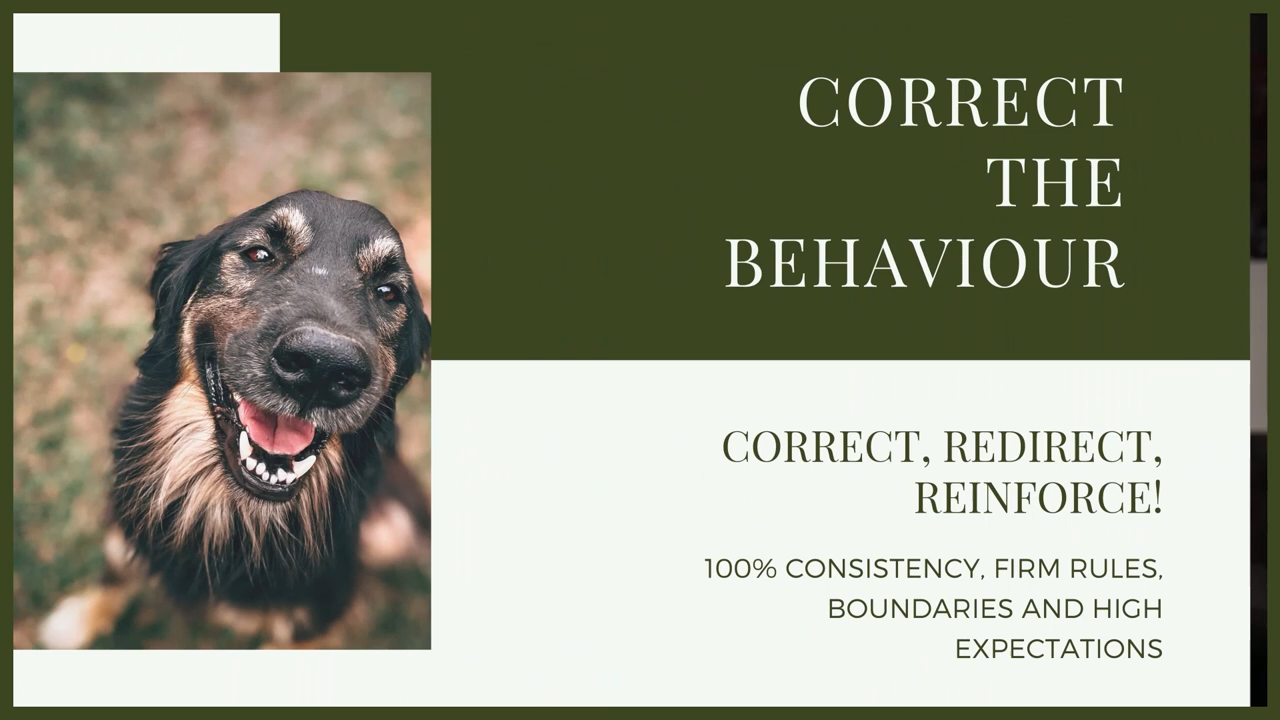 CORRECT
THE
BEHAVIOUR
CORRECT, REDIRECT,
REINFORCE!
100% CONSISTENCY, FIRM RULES,
BOUNDARIES AND HIGH
EXPECTATIONS